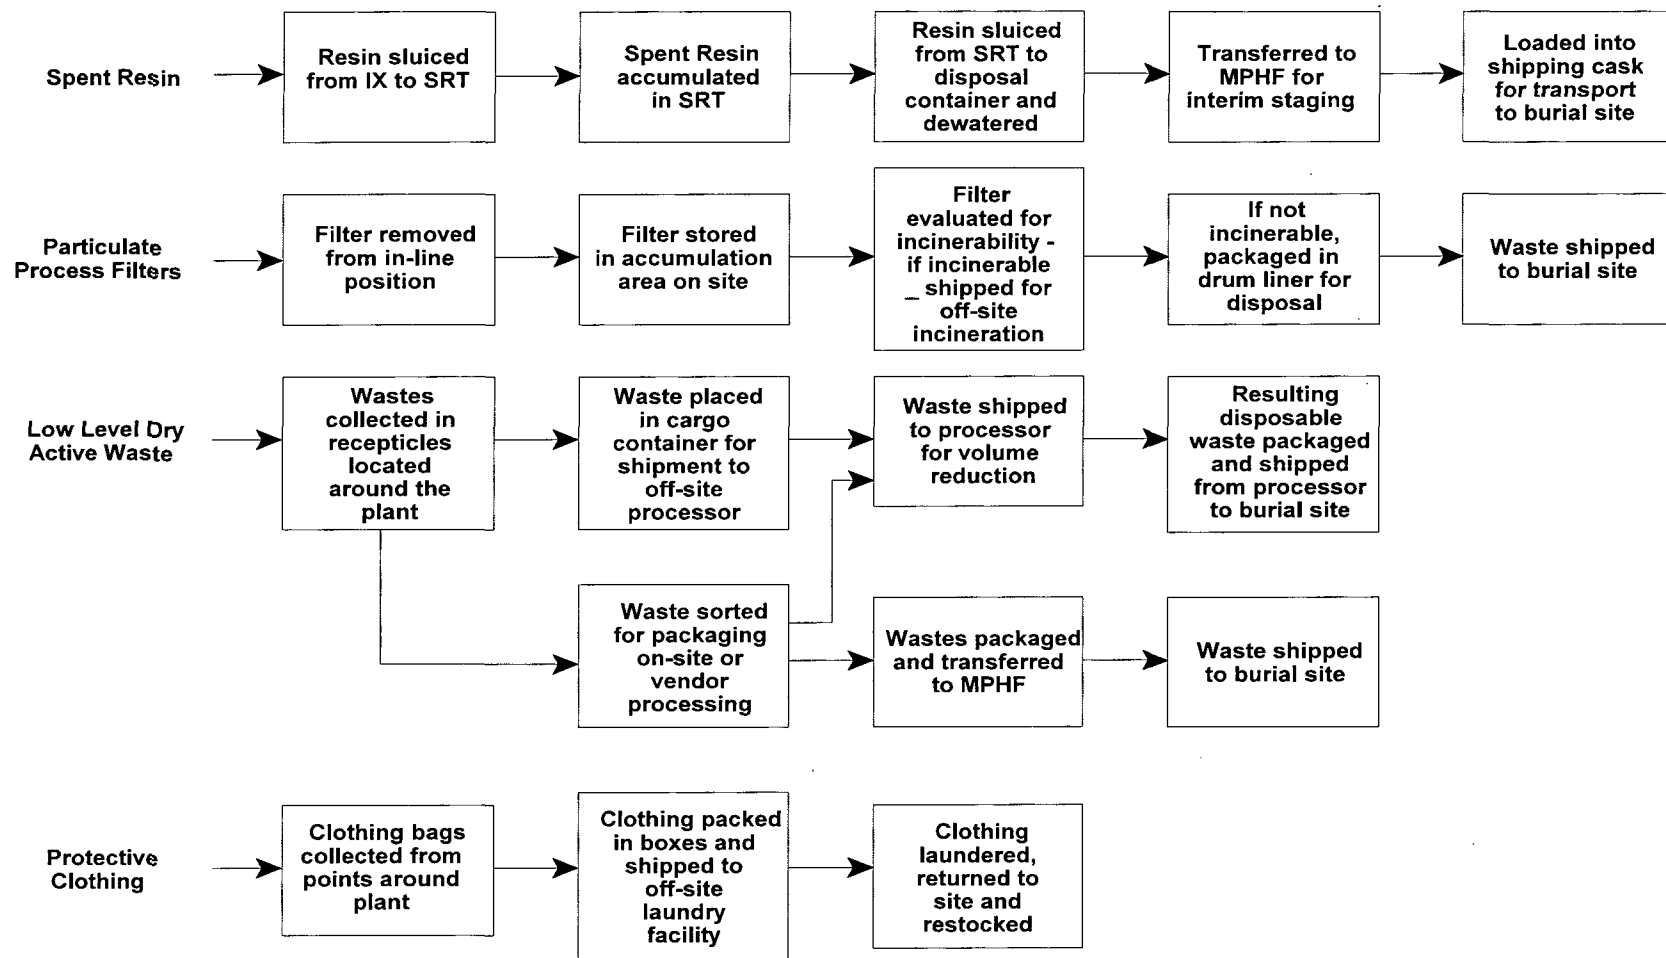 Spent Resin
Resin sluiced
from IX to SRT
Spent Resin
accumulated
in SRT
Resin sluiced
from SRT to
disposal
container and
dewatered
Transferred to
MPHF for
interim staging
Loaded into
shipping cask
for transport
to burial site
Particulate
Process Filters
Filter removed
from in-line
position
Filter stored
in accumulation
area on site
Filter
evaluated for
incinerability -
if incinerable
_ shipped for
off-site
incineration
If not
incinerable,
packaged in
drum liner for
disposal
Waste shipped
to burial site
Low Level Dry
Active Waste
Wastes
collected in
recepticles
located
around the
plant
Waste placed
in cargo
container for
shipment to
off-site
processor
Waste shipped
to processor
for volume
reduction
Resulting
disposable
waste packaged
and shipped
from processor
to burial site
Waste sorted
for packaging
on-site or
vendor
processing
Wastes packaged
and transferred
to MPHF
Waste shipped
to burial site
Protective
Clothing
Clothing bags
collected from
points around
plant
Clothing packed
in boxes and
shipped to
off-site
laundry
facility
Clothing
laundered,
returned to
site and
restocked